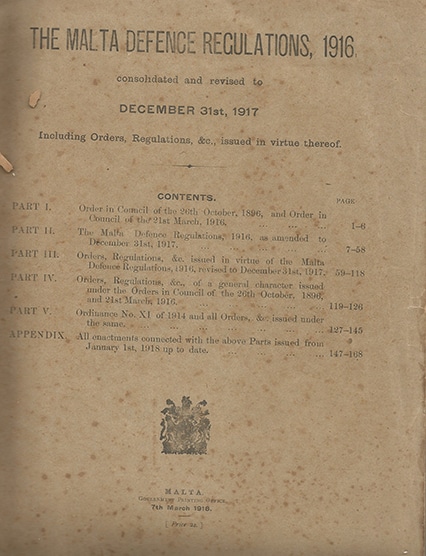 THE MALTA DEFENCE REGULATIONS, 1916
consolidated and revised to
DECEMBER 31st, 1917
Including Orders, Regulations, &c., issued in virtue thereof.
CONTENTS.
PAGE
PART I. Order in Council of the 26th October, 1896, and Order in
Council of the 21st March, 1916. ... ... 1-6
PART II. The Malta Defence Regulations, 1916, as amended to
December 31st, 1917. ... ... ... ... 7-58
PART III. Orders, Regulations, &c. issued in virtue of the Malta
Defence Regulations, 1916, revised to December 31st, 1917. 59-118
PART IV. Orders, Regulations, &c., of a general character issued
under the Orders in Council of the 26th October, 1896,
and 21st March, 1916. ... ... ... ... 119-126
PART V. Ordinance No. XI of 1914 and all Orders, &c. issued under
the same. ... ... ... ... ... 127-145
APPENDIX. All enactments connected with the above Parts issued from
January 1st, 1918 up to date. ... ... ... 147-168
MALTA.
Government Printing Office
7th March 1918.